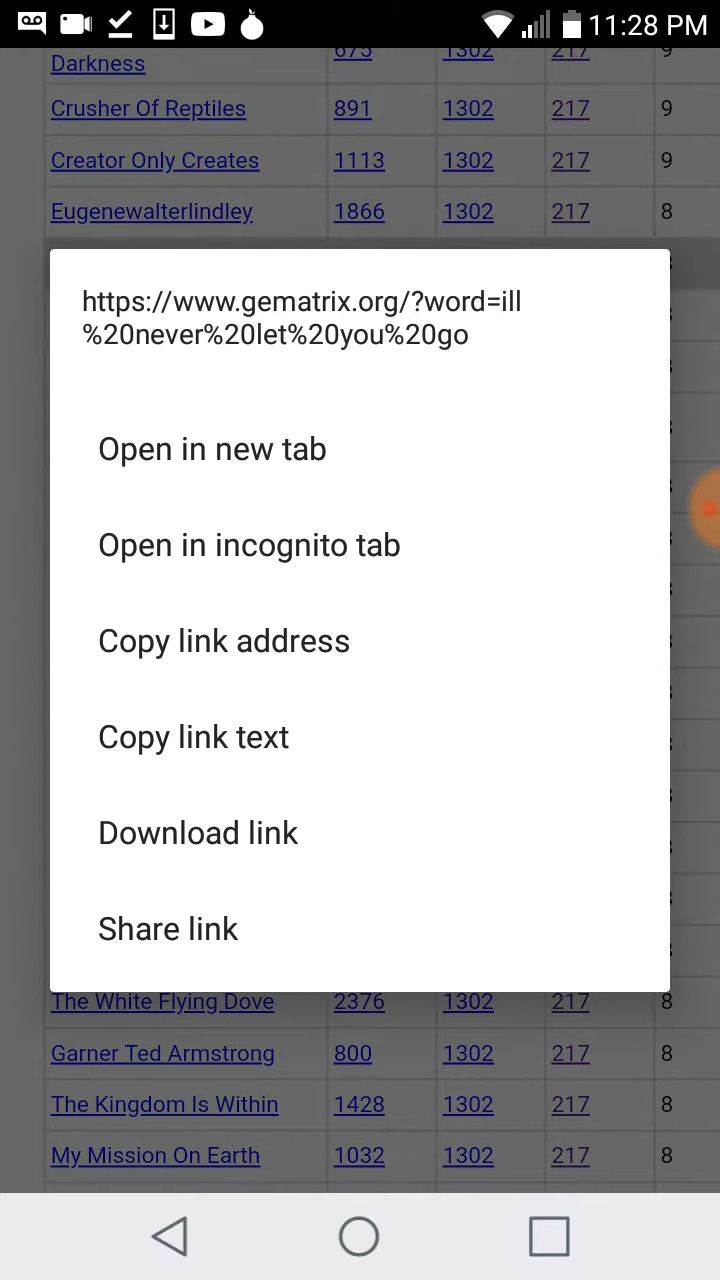 11:28 PM
Darkness 675 1302 217 9
Crusher Of Reptiles 891 1302 217 9
Creator Only Creates 1113 1302 217 9
Eugenewalterlindley 1866 1302 217 8
https://www.gematrix.org/?word=ill
%20never%20let%20you%20go
Open in new tab
Open in incognito tab
Copy link address
Copy link text
Download link
Share link
The White Flying Dove 2376 1302 217 8
Garner Ted Armstrong 800 1302 217 8
The Kingdom Is Within 1428 1302 217 8
My Mission On Earth 1032 1302 217 8